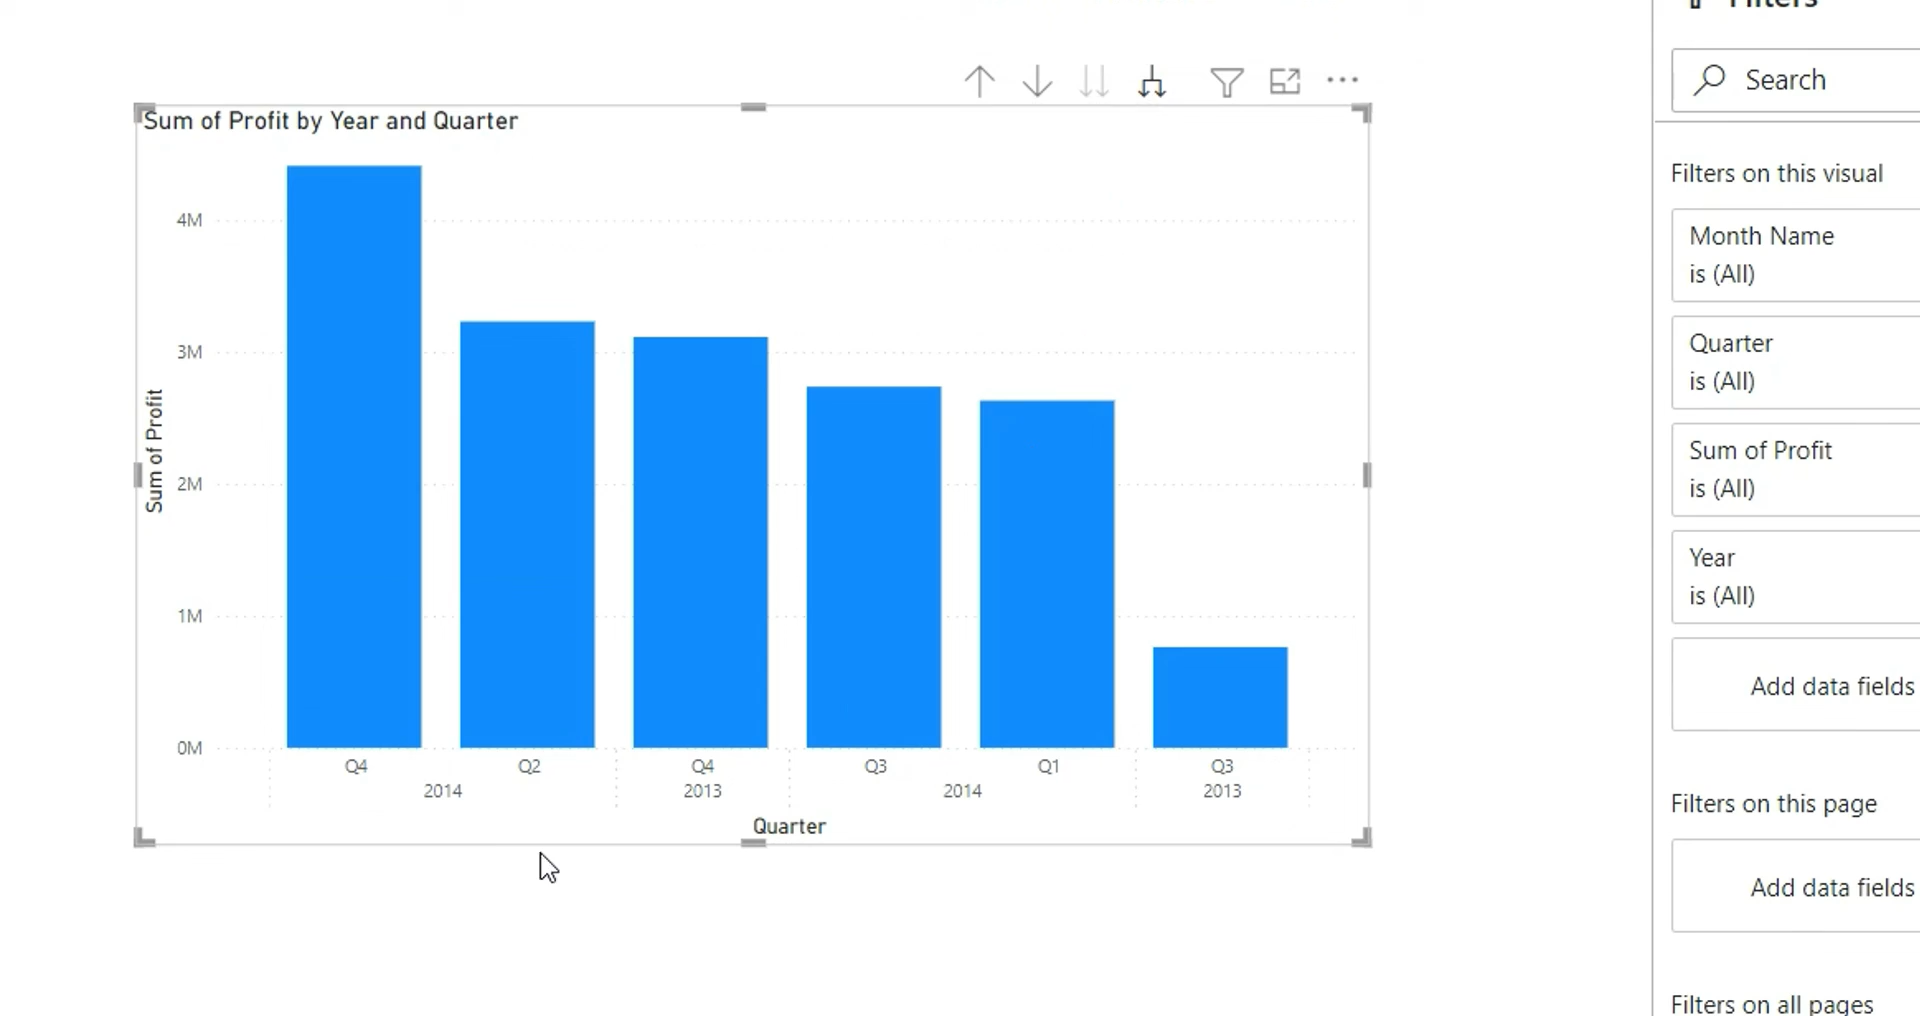 Filters
Search
Sum of Profit by Year and Quarter
Sum of Profit
4M
3M
2M
1M
0M
Q4 Q2 Q4 Q3 Q1 Q3
2014 2013 2014 2013
Quarter
Filters on this visual
Month Name
is (All)
Quarter
is (All)
Sum of Profit
is (All)
Year
is (All)
Add data fields
Filters on this page
Add data fields
Filters on all pages